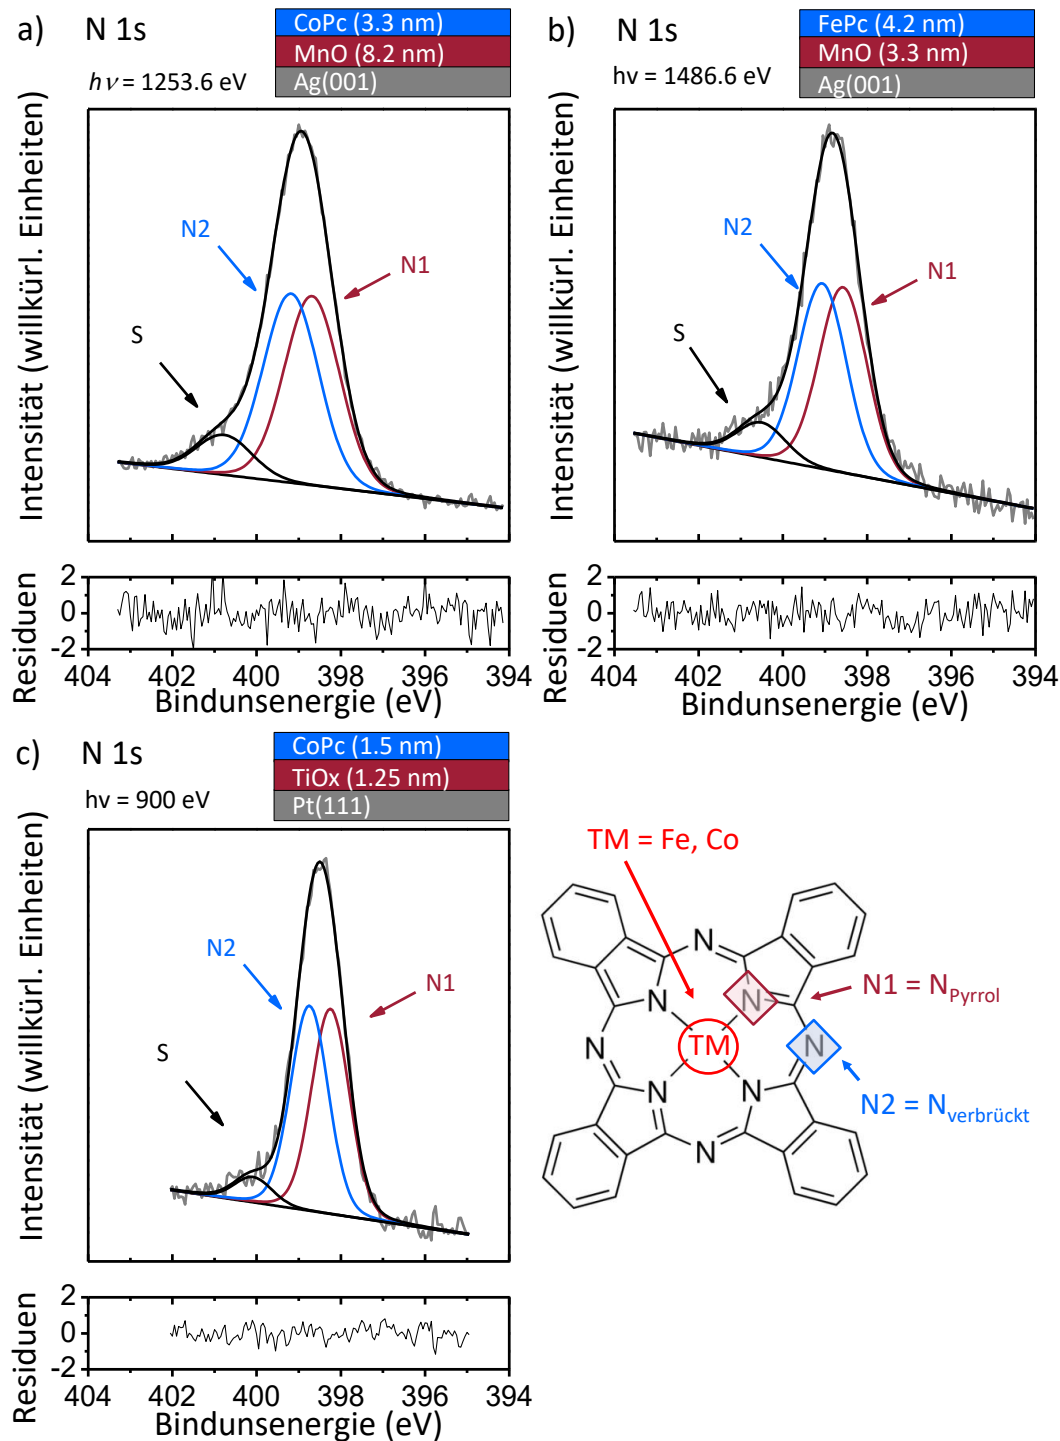 a) N 1s
hν = 1253.6 eV
CoPc (3.3 nm)
MnO (8.2 nm)
Ag(001)
Intensität (willkürl. Einheiten)
N2
N1
S
Residuen
2
0
-2
404 402 400 398 396 394
Bindunsenergie (eV)
b) N 1s
hv = 1486.6 eV
FePc (4.2 nm)
MnO (3.3 nm)
Ag(001)
Intensität (willkürl. Einheiten)
N2
N1
S
Residuen
2
0
-2
404 402 400 398 396 394
Bindunsenergie (eV)
c) N 1s
hv = 900 eV
CoPc (1.5 nm)
TiOx (1.25 nm)
Pt(111)
Intensität (willkürl. Einheiten)
N2
N1
S
Residuen
2
0
-2
404 402 400 398 396 394
Bindunsenergie (eV)
TM = Fe, Co
N
N N
N TM N
N N
N
N1 = NPyrrol
N2 = Nverbrückt